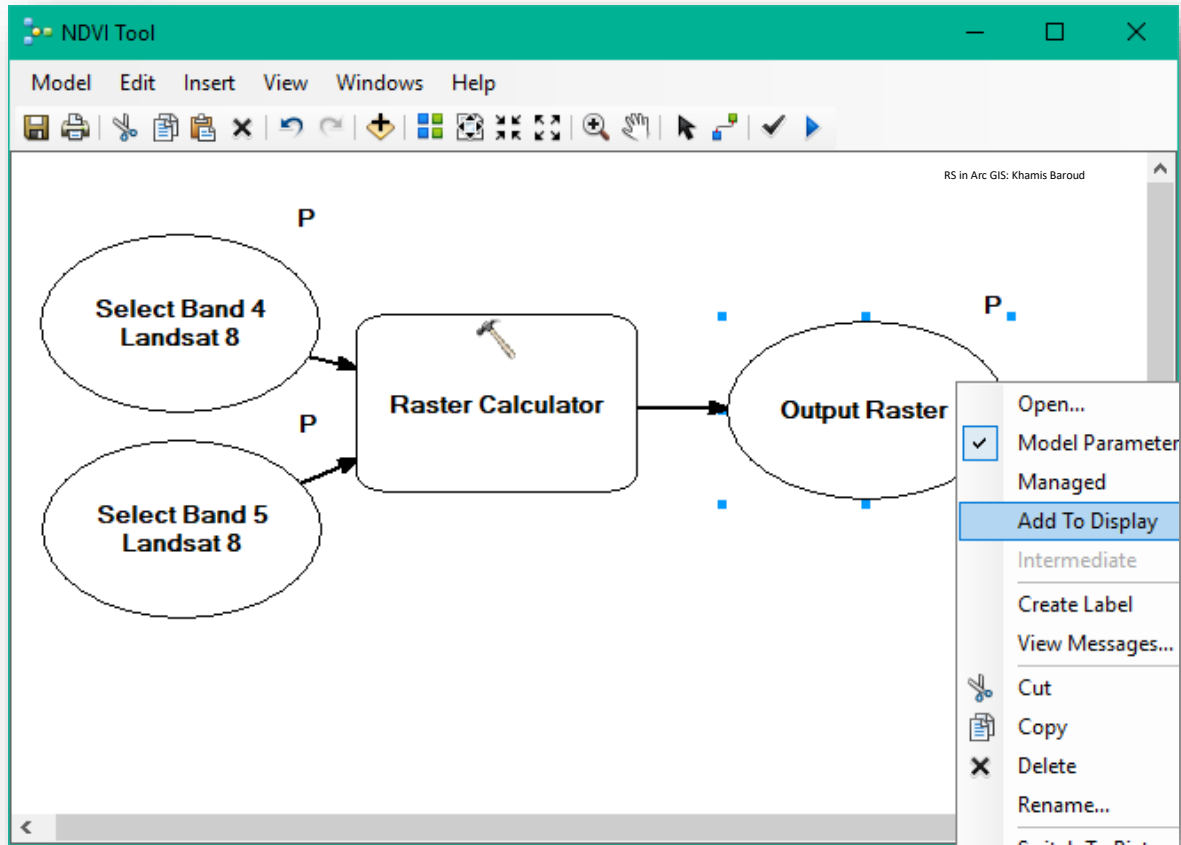 NDVI Tool
Model Edit Insert View Windows Help
RS in Arc GIS: Khamis Baroud
P
Select Band 4
Landsat 8
P
Raster Calculator
P
Output Raster
Select Band 5
Landsat 8
Open...
Model Parameter
Managed
Add To Display
Intermediate
Create Label
View Messages...
Cut
Copy
Delete
Rename...